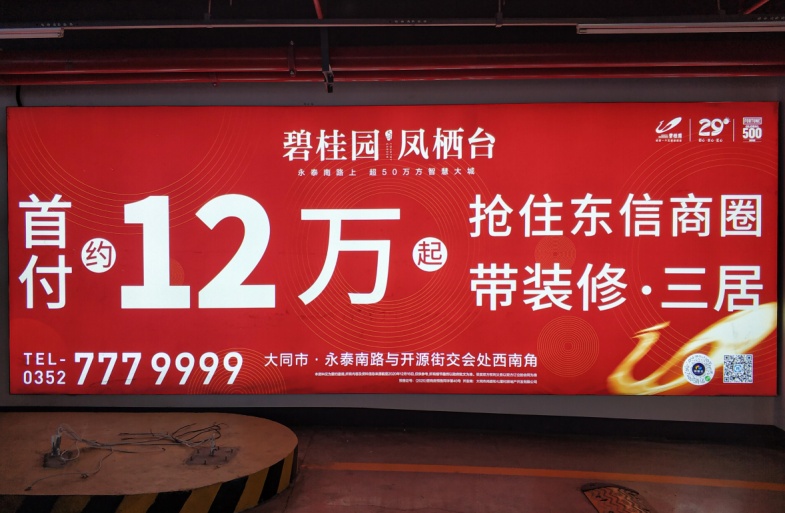 碧桂园 凤栖台
永泰南路上 超50万方智慧大城
29
500
首付约12万起
抢住东信商圈
带装修·三居
TEL-0352 777 9999
大同市·永泰南路与开源街交会处西南角